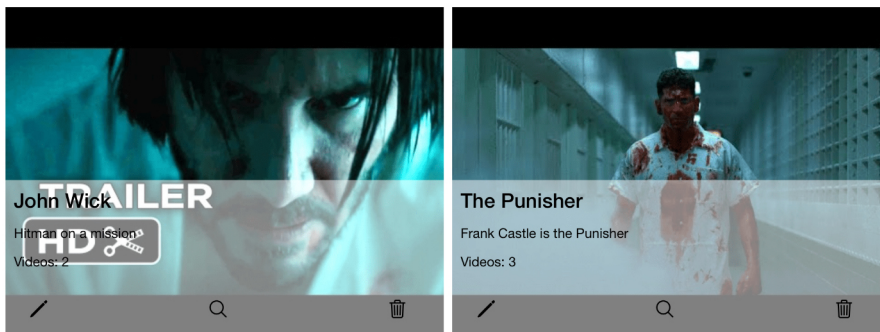 TRAILER
John Wick
HD
Hitman on a mission
Videos: 2
The Punisher
Frank Castle is the Punisher
Videos: 3